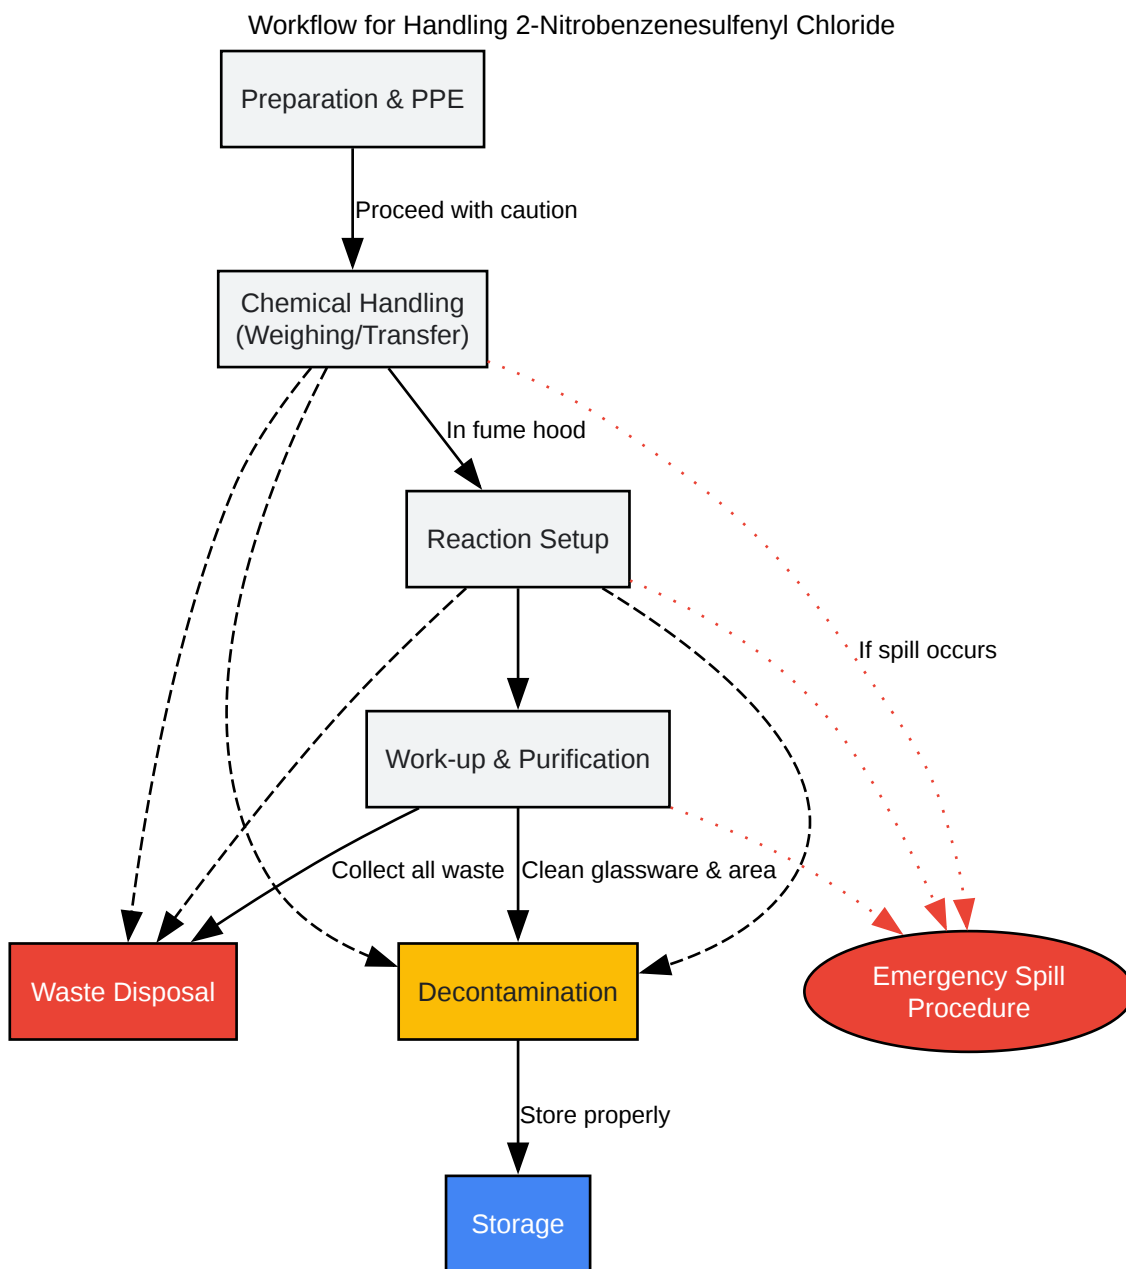 Workflow for Handling 2-Nitrobenzenesulfenyl Chloride
Preparation & PPE
Proceed with caution
Chemical Handling
(Weighing/Transfer)
In fume hood
Reaction Setup
If spill occurs
Work-up & Purification
Collect all waste
Clean glassware & area
Waste Disposal
Decontamination
Emergency Spill
Procedure
Store properly
Storage